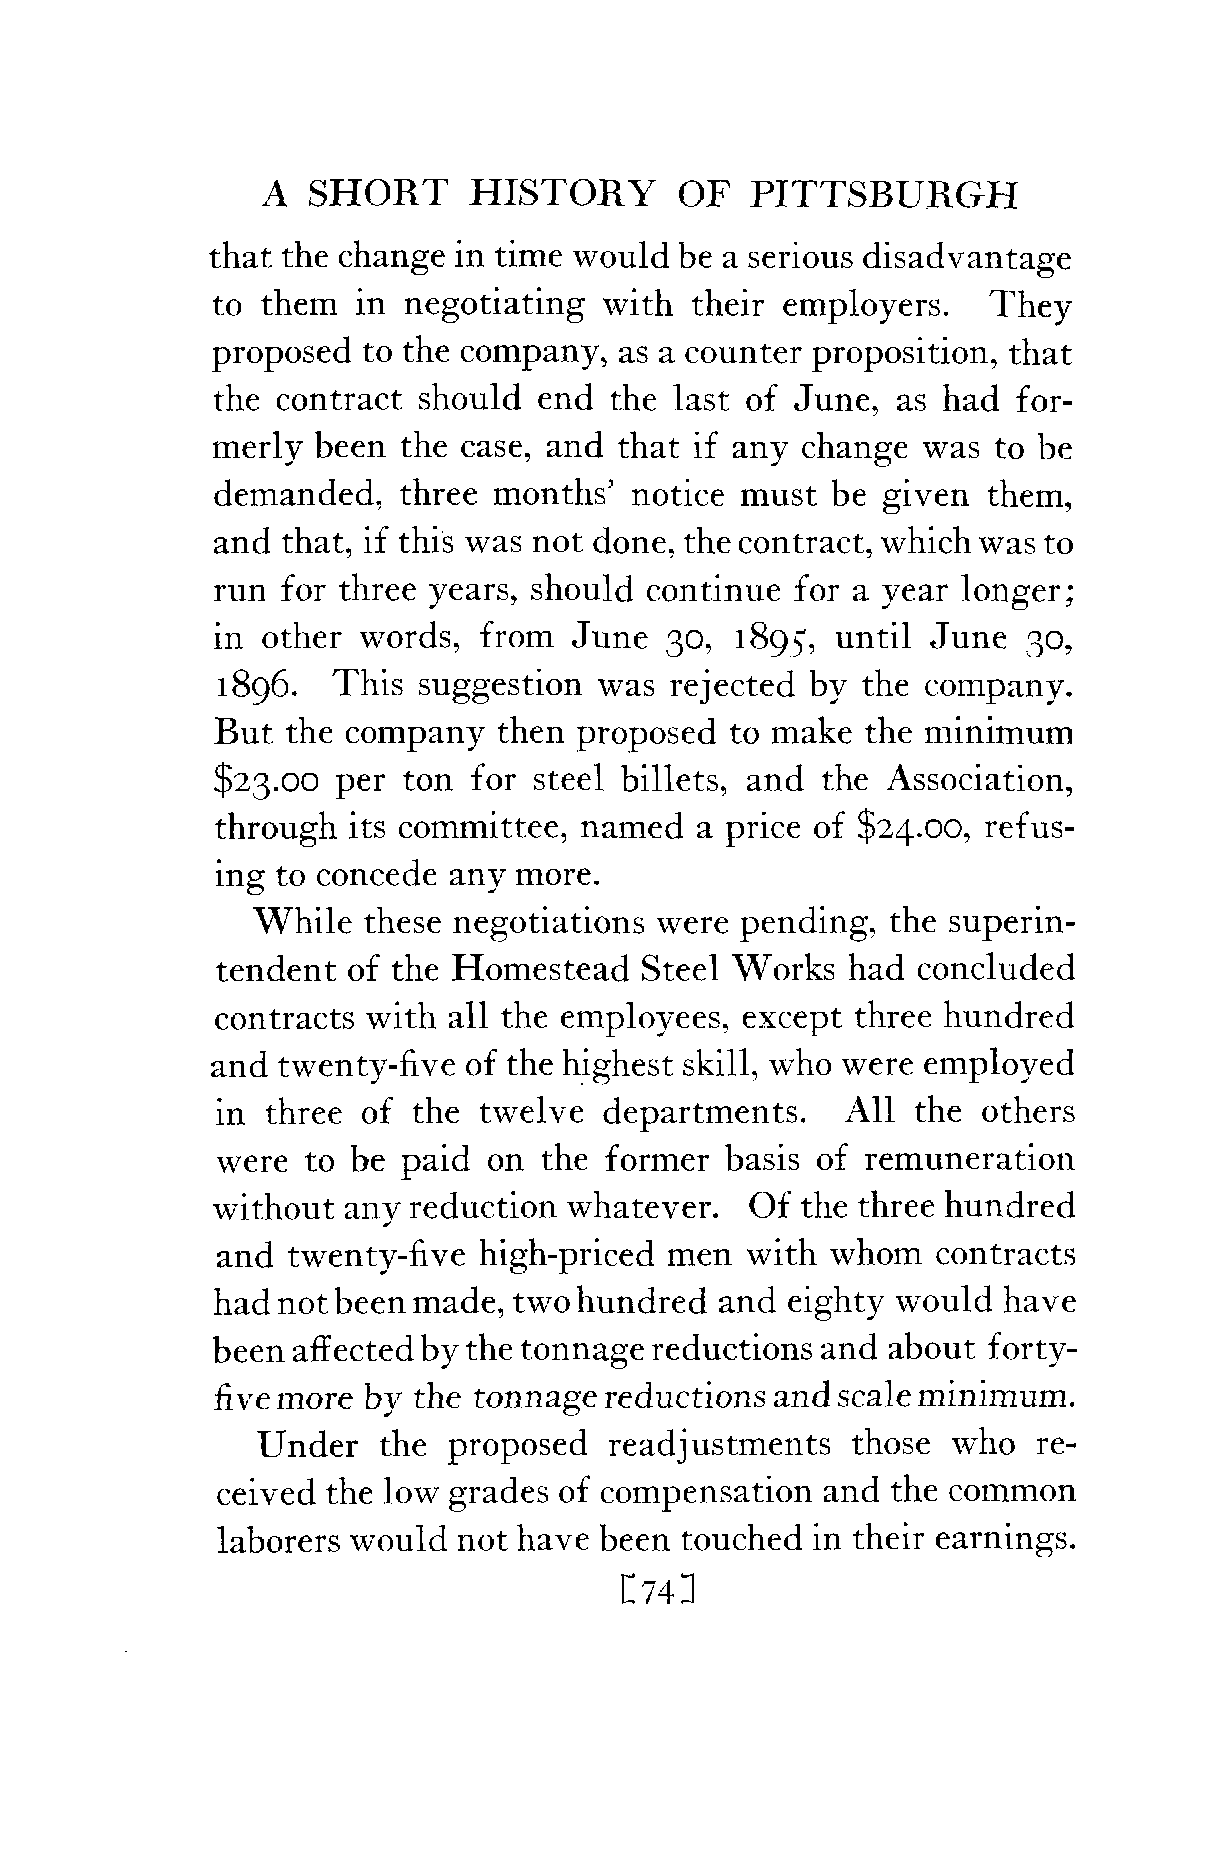 A SHORT HISTORY OF PITTSBURGH
that the change in time would be a serious disadvantage
to them in negotiating with their employers. They
proposed to the company, as a counter proposition, that
the contract should end the last of June, as had for-
merly been the case, and that if any change was to be
demanded, three months' notice must be given them,
and that, if this was not done, the contract, which was to
run for three years, should continue for a year longer;
in other words, from June 30, 1895, until June 30,
1896. This suggestion was rejected by the company.
But the company then proposed to make the minimum
$23.00 per ton for steel billets, and the Association,
through its committee, named a price of $24.00, refus-
ing to concede any more.
While these negotiations were pending, the superin-
tendent of the Homestead Steel Works had concluded
contracts with all the employees, except three hundred
and twenty-five of the highest skill, who were employed
in three of the twelve departments. All the others
were to be paid on the former basis of remuneration
without any reduction whatever. Of the three hundred
and twenty-five high-priced men with whom contracts
had not been made, two hundred and eighty would have
been affected by the tonnage reductions and about forty-
five more by the tonnage reductions and scale minimum.
Under the proposed readjustments those who re-
ceived the low grades of compensation and the common
laborers would not have been touched in their earnings.
[74]